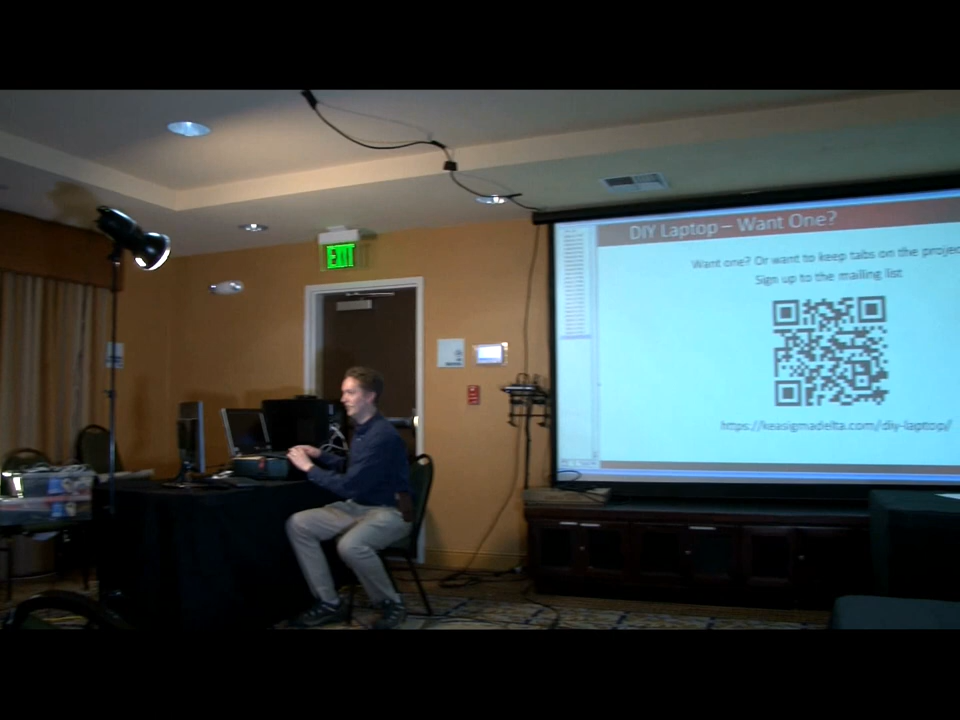 EXIT
DIY Laptop – Want One?
Want one? Or want to keep tabs on the projec
Sign up to the mailing list
https://keasigmadelta.com/diy-laptop/